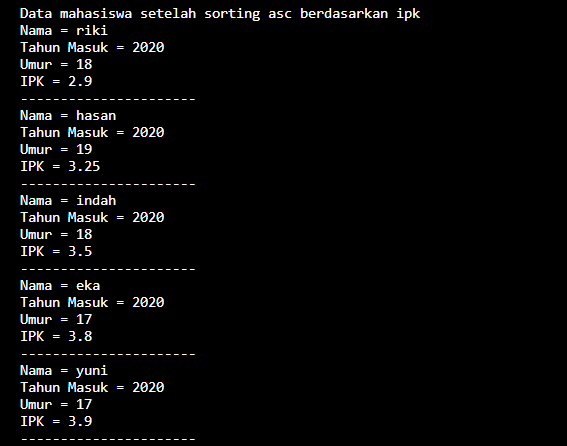 Data mahasiswa setelah sorting asc berdasarkan ipk
Nama = riki
Tahun Masuk = 2020
Umur = 18
IPK = 2.9
----------------------
Nama = hasan
Tahun Masuk = 2020
Umur = 19
IPK = 3.25
----------------------
Nama = indah
Tahun Masuk = 2020
Umur = 18
IPK = 3.5
----------------------
Nama = eka
Tahun Masuk = 2020
Umur = 17
IPK = 3.8
----------------------
Nama = yuni
Tahun Masuk = 2020
Umur = 17
IPK = 3.9
----------------------